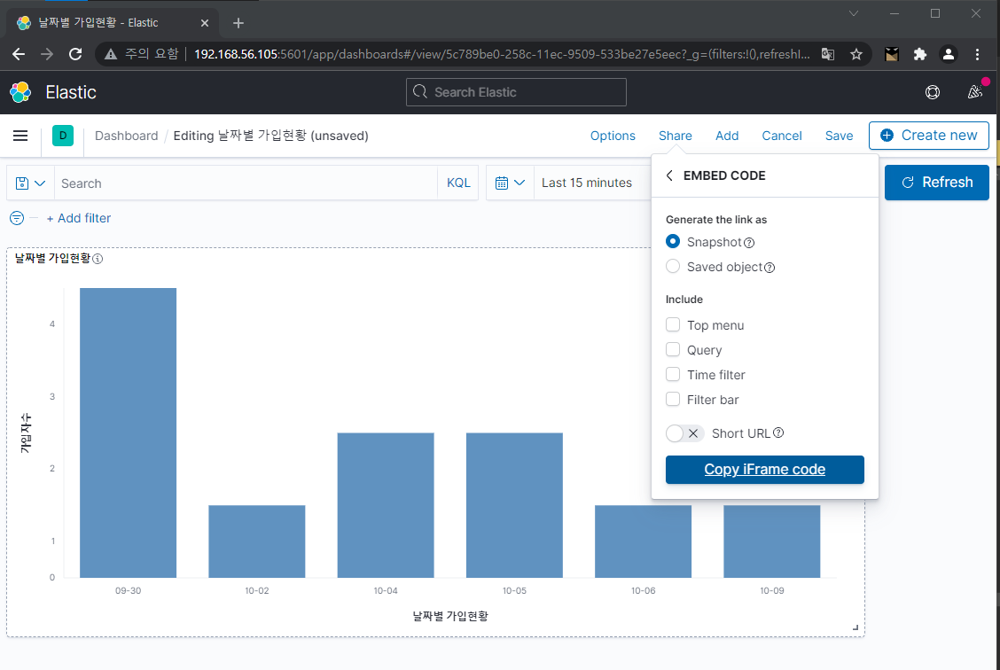 날짜별 가입현황 - Elastic
주의 요함 | 192.168.56.105:5601/app/dashboards#/view/5c789be0-258c-11ec-9509-533be27e5eec?_g=(filters:!(),refreshI...
Elastic
Search Elastic
D
Dashboard / Editing 날짜별 가입현황 (unsaved)
Options
Share
Add
Cancel
Save
Create new
Search
KQL
Last 15 minutes
Refresh
+ Add filter
EMBED CODE
Generate the link as
Snapshot
Saved object
Include
Top menu
Query
Time filter
Filter bar
Short URL
Copy iFrame code
날짜별 가입현황
4
3
2
1
0
가입자수
09-30
10-02
10-04
10-05
10-06
10-09
날짜별 가입현황